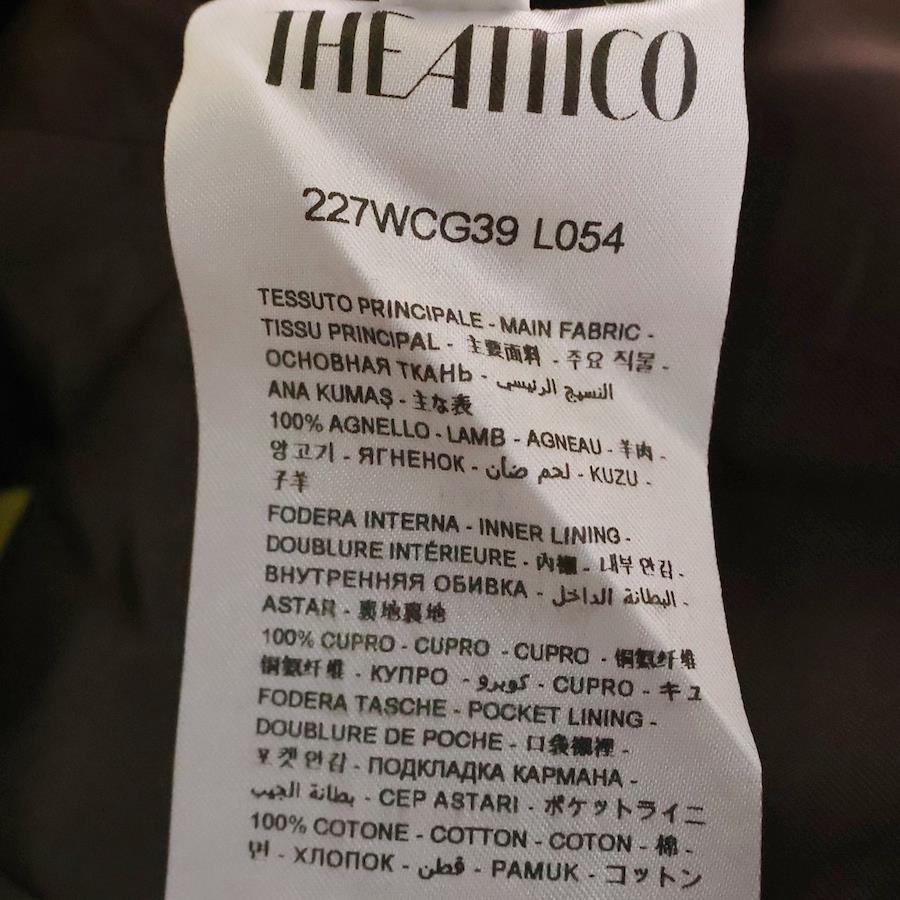 THE ATTICO
227WCG39 L054
TESSUTO PRINCIPALE - MAIN FABRIC -
TISSU PRINCIPAL - 主要面料 - 주요 직물 -
ОСНОВНАЯ ТКАНЬ - النسيج الرئيسي
ANA KUMAŞ - 主な表
100% AGNELLO - LAMB - AGNEAU - 羊肉 -
양고기 - ЯГНЕНОК - لحم ضان - KUZU -
子羊
FODERA INTERNA - INNER LINING -
DOUBLURE INTÉRIEURE - 内襯 - 내부 안감 -
ВНУТРЕННЯЯ ОБИВКА - البطانة الداخل -
ASTAR - 裏地裏地
100% CUPRO - CUPRO - CUPRO - 铜氨纤维
铜氨纤维 - КУПРО - كوبرو - CUPRO - キュ
FODERA TASCHE - POCKET LINING -
DOUBLURE DE POCHE - 口袋襯裡 -
포켓 안감 - ПОДКЛАДКА КАРМАНА -
بطانة الجيب - CEP ASTARI - ポケットライニ
100% COTONE - COTTON - COTON - 棉 -
면 - ХЛОПОК - قطن - PAMUK - コットン